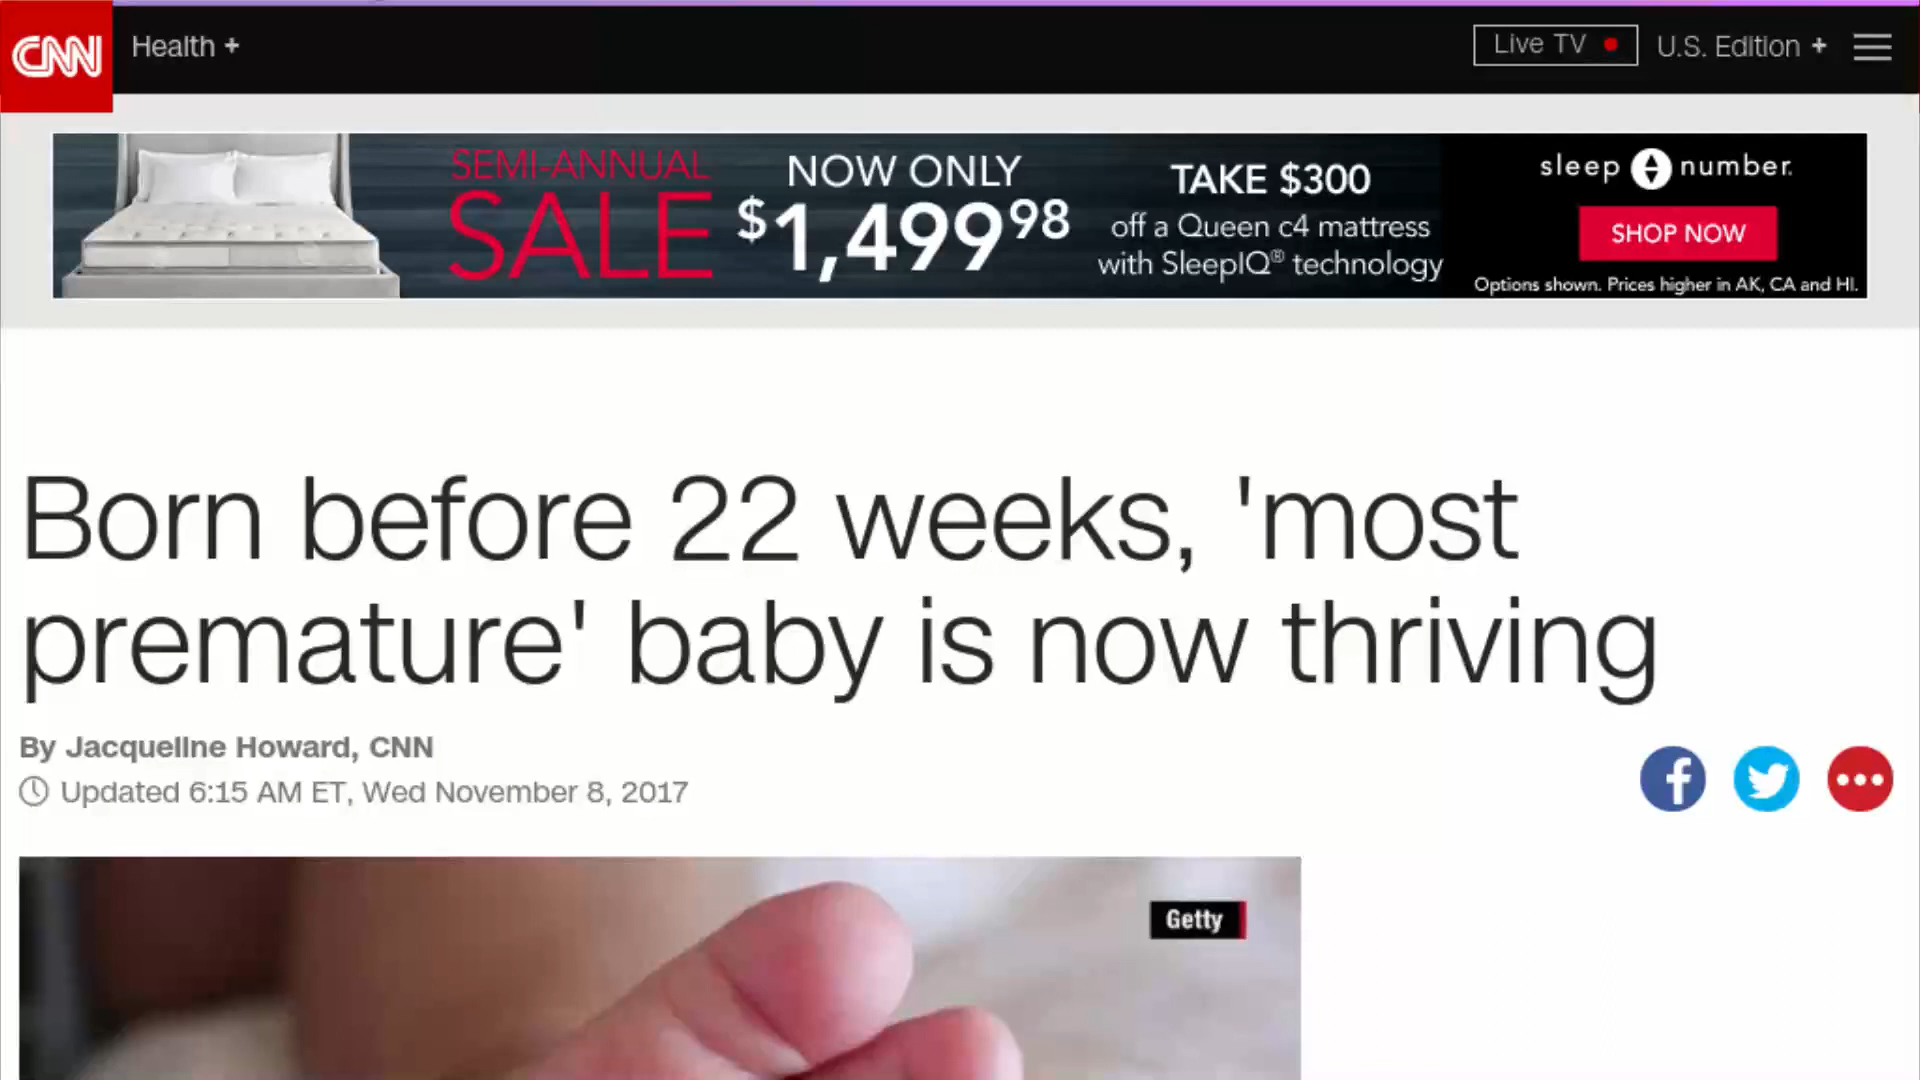 CNN Health + Live TV U.S. Edition +
SEMI-ANNUAL
SALE
NOW ONLY
$1,499.98
TAKE $300
off a Queen c4 mattress
with SleepIQ® technology
sleep number.
SHOP NOW
Options shown. Prices higher in AK, CA and HI.
Born before 22 weeks, 'most
premature' baby is now thriving
By Jacqueline Howard, CNN
Updated 6:15 AM ET, Wed November 8, 2017
Getty